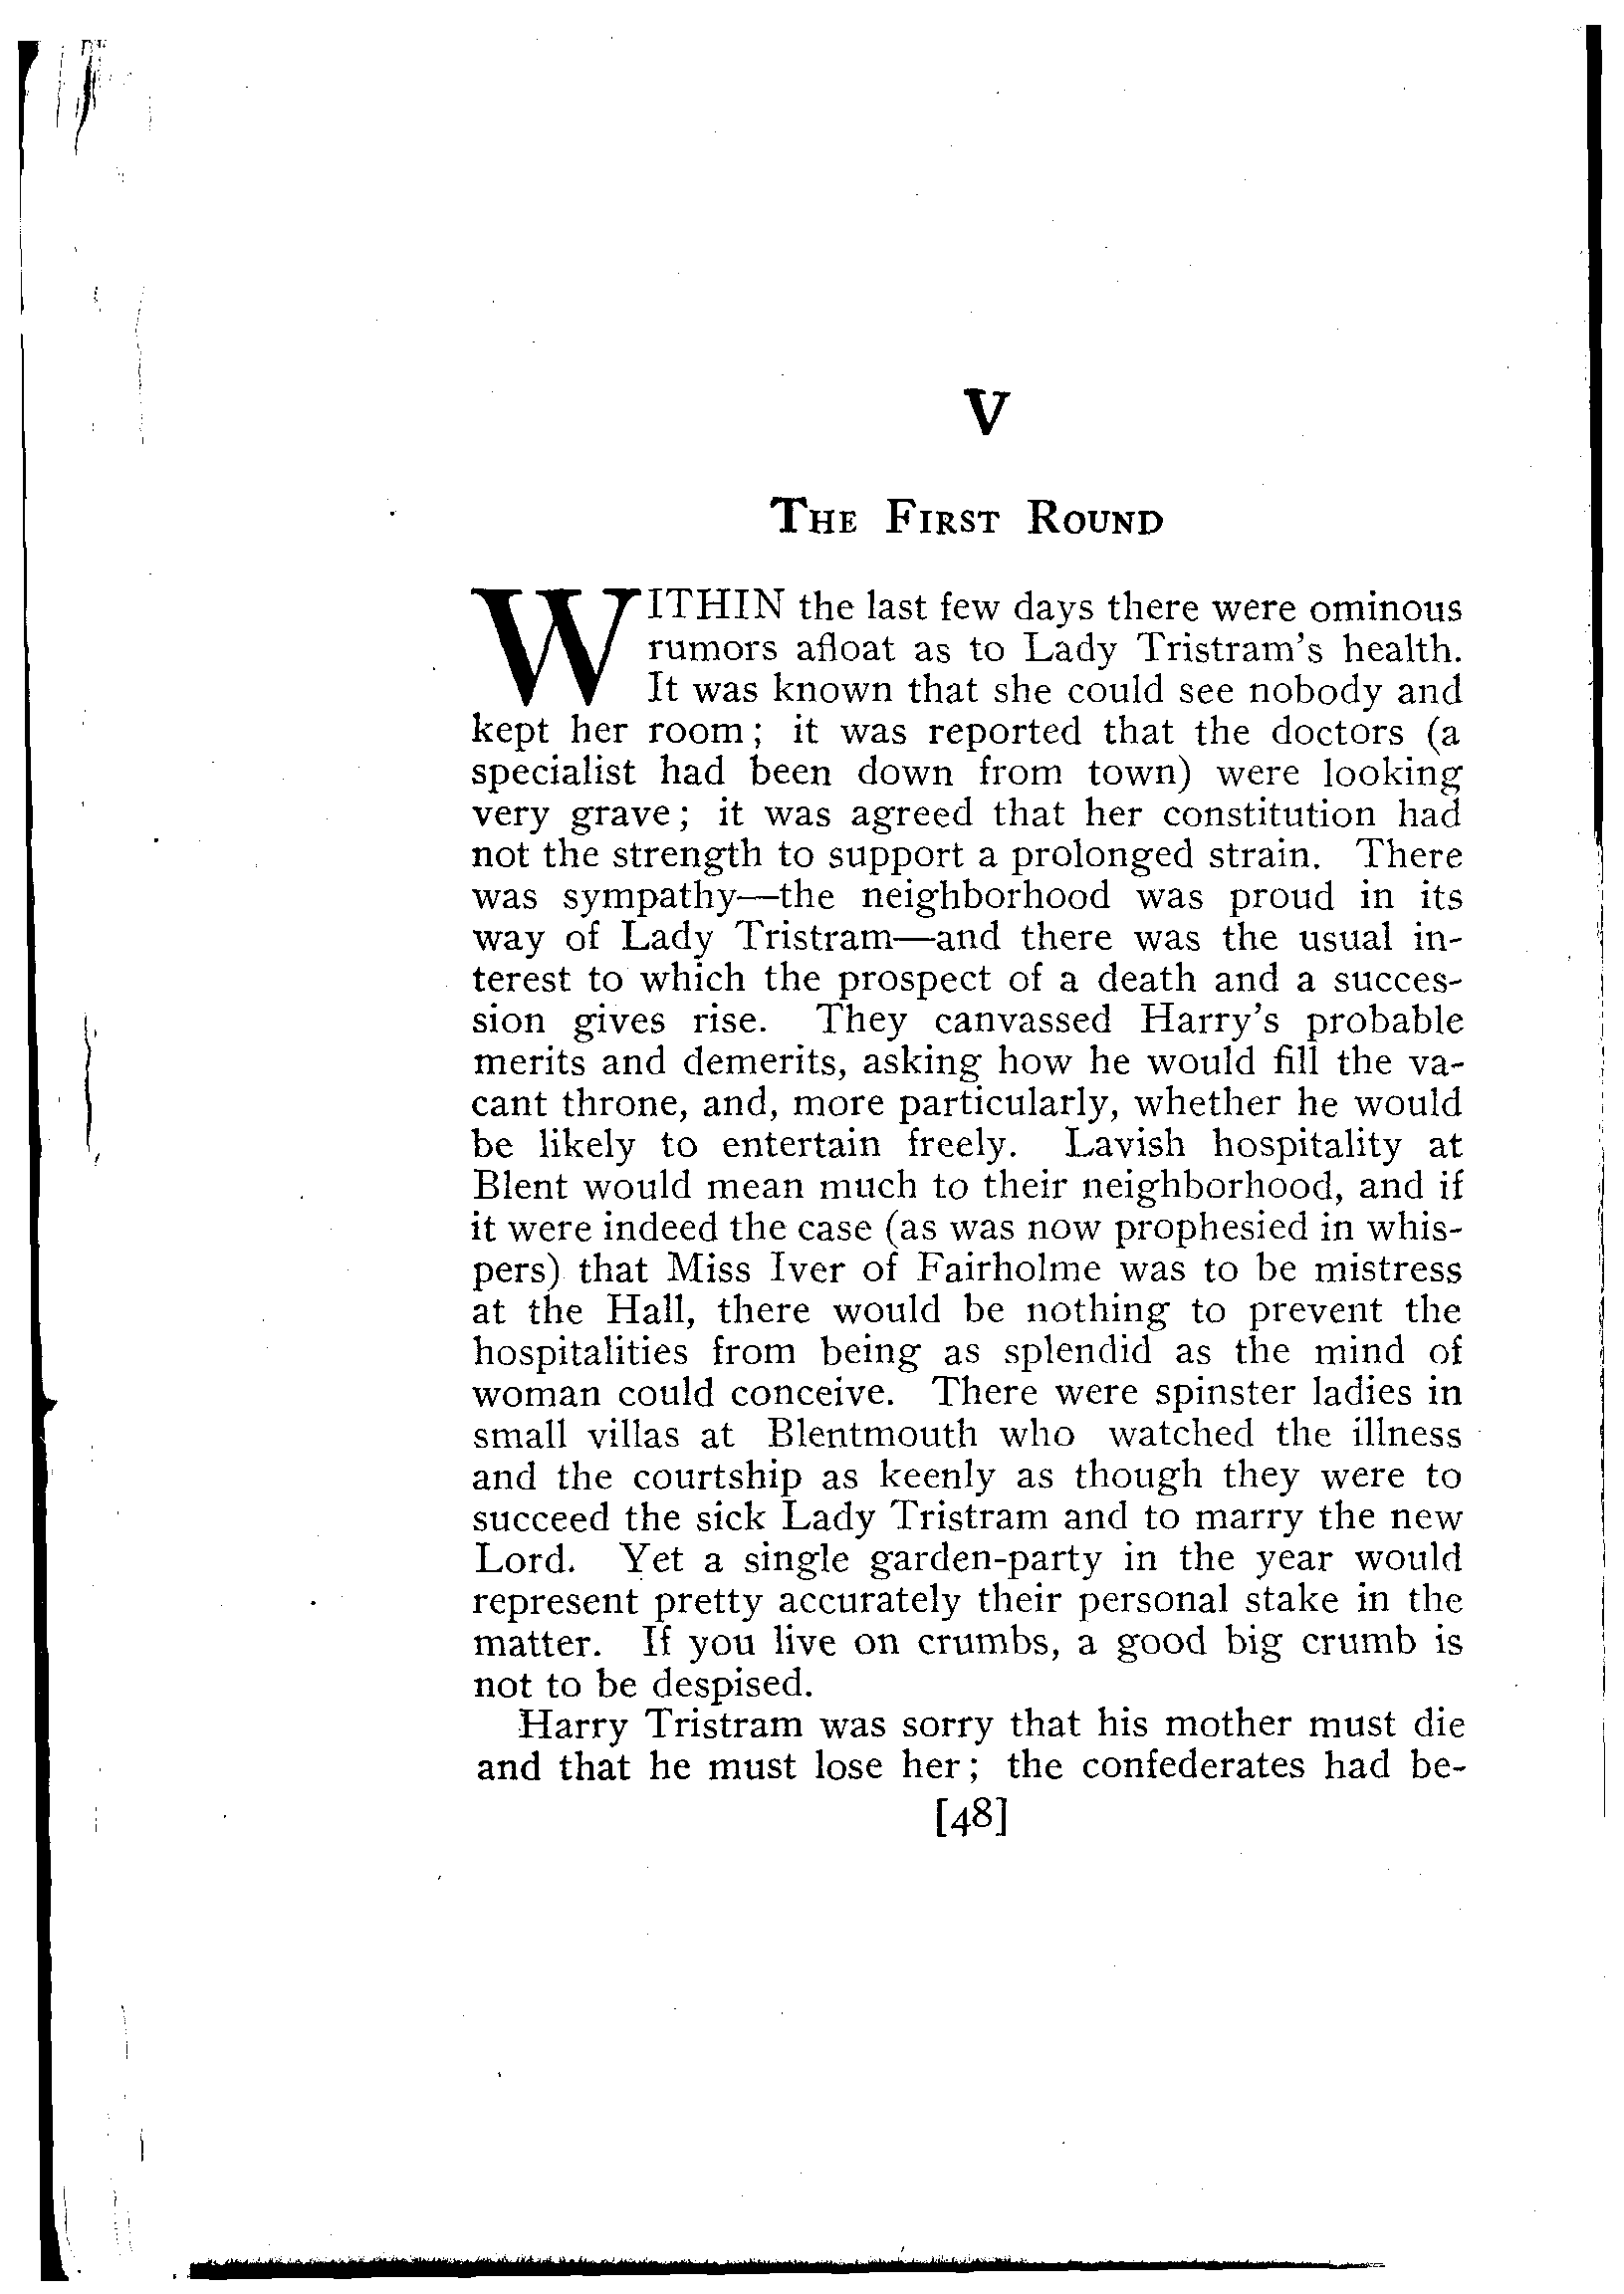 V
The First Round
WITHIN the last few days there were ominous
rumors afloat as to Lady Tristram's health.
It was known that she could see nobody and
kept her room; it was reported that the doctors (a
specialist had been down from town) were looking
very grave; it was agreed that her constitution had
not the strength to support a prolonged strain. There
was sympathy—the neighborhood was proud in its
way of Lady Tristram—and there was the usual in-
terest to which the prospect of a death and a succes-
sion gives rise. They canvassed Harry's probable
merits and demerits, asking how he would fill the va-
cant throne, and, more particularly, whether he would
be likely to entertain freely. Lavish hospitality at
Blent would mean much to their neighborhood, and if
it were indeed the case (as was now prophesied in whis-
pers) that Miss Iver of Fairholme was to be mistress
at the Hall, there would be nothing to prevent the
hospitalities from being as splendid as the mind of
woman could conceive. There were spinster ladies in
small villas at Blentmouth who watched the illness
and the courtship as keenly as though they were to
succeed the sick Lady Tristram and to marry the new
Lord. Yet a single garden-party in the year would
represent pretty accurately their personal stake in the
matter. If you live on crumbs, a good big crumb is
not to be despised.
Harry Tristram was sorry that his mother must die
and that he must lose her; the confederates had be-
[48]